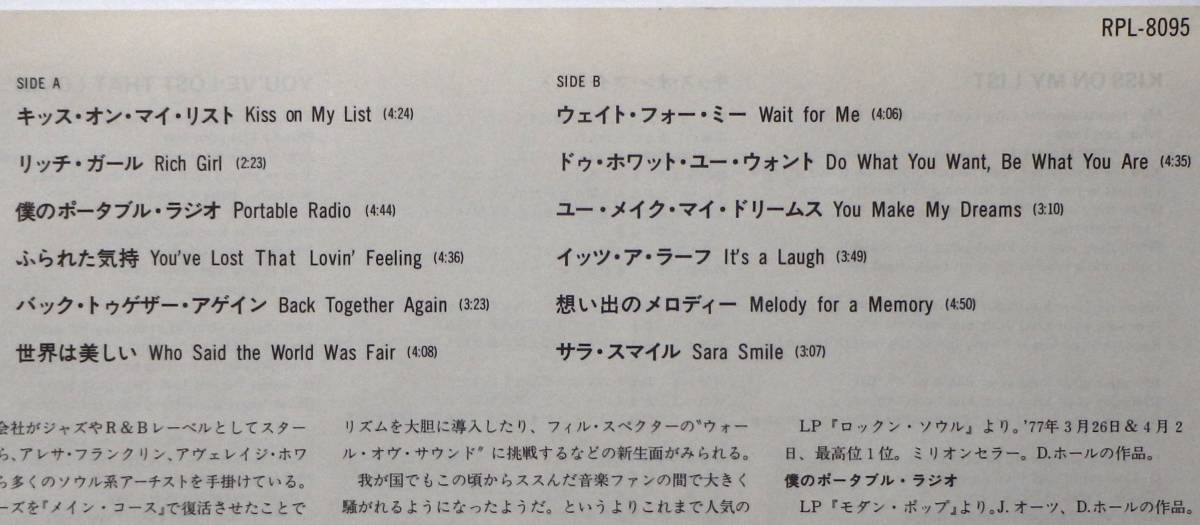 RPL-8095
SIDE A
キッス・オン・マイ・リスト Kiss on My List (4:24)
リッチ・ガール Rich Girl (2:23)
僕のポータブル・ラジオ Portable Radio (4:44)
ふられた気持 You've Lost That Lovin' Feeling (4:36)
バック・トゥゲザー・アゲイン Back Together Again (3:23)
世界は美しい Who Said the World Was Fair (4:08)
SIDE B
ウェイト・フォー・ミー Wait for Me (4:06)
ドゥ・ホワット・ユー・ウォント Do What You Want, Be What You Are (4:35)
ユー・メイク・マイ・ドリームス You Make My Dreams (3:10)
イッツ・ア・ラーフ It's a Laugh (3:49)
想い出のメロディー Melody for a Memory (4:50)
サラ・スマイル Sara Smile (3:07)
会社がジャズやR&Bレーベルとしてスター
ら、アレサ・フランクリン、アヴェレイジ・ホワ
ら多くのソウル系アーチストを手掛けている。
ーズを『メイン・コース』で復活させたことで
リズムを大胆に導入したり、フィル・スペクターの〝ウォー
ル・オヴ・サウンド〟に挑戦するなどの新生面がみられる。
我が国でもこの頃からススんだ音楽ファンの間で大きく
騒がれるようになったようだ。というよりこれまで人気の
LP『ロックン・ソウル』より。'77年3月26日&4月2
日、最高位1位。ミリオンセラー。D.ホールの作品。
僕のポータブル・ラジオ
LP『モダン・ポップ』より。J.オーツ、D.ホールの作品。